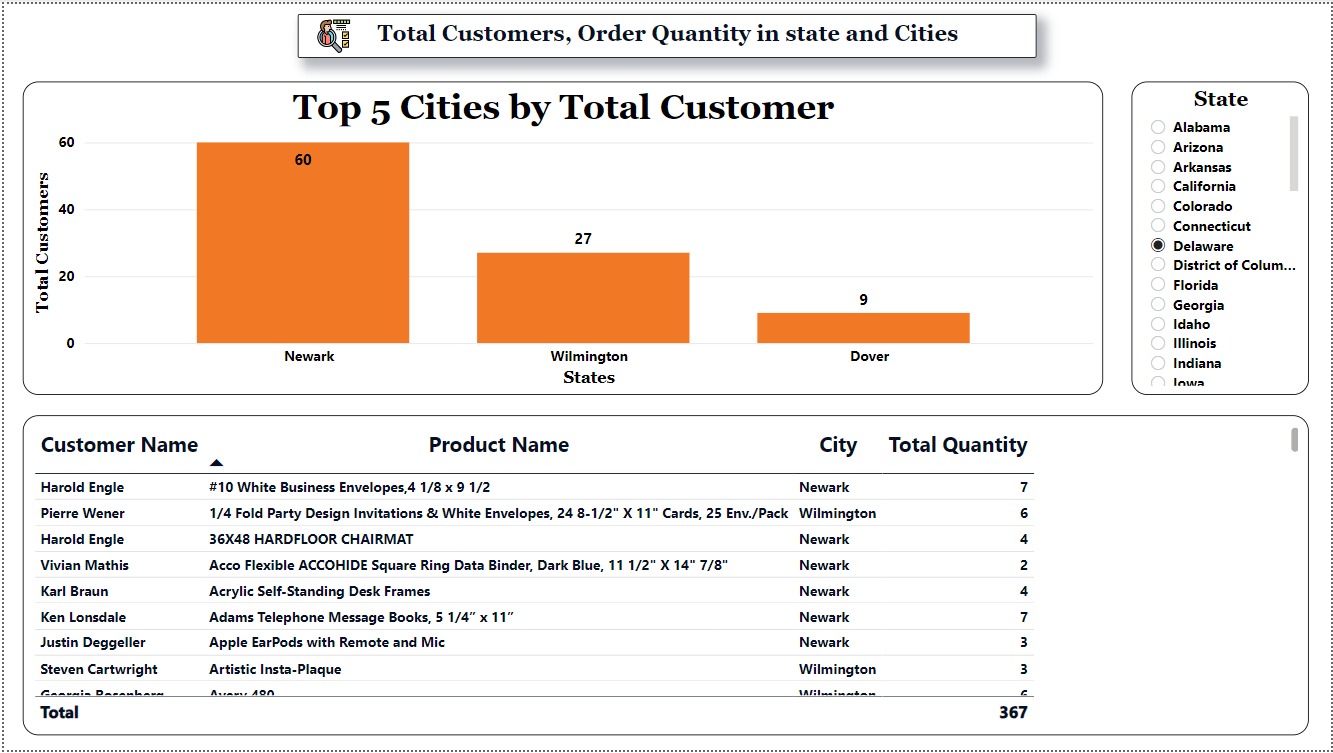 Total Customers, Order Quantity in state and Cities
Top 5 Cities by Total Customer
Total Customers
60
40
20
0
60
27
9
Newark Wilmington Dover
States
State
Alabama
Arizona
Arkansas
California
Colorado
Connecticut
Delaware
District of Colum...
Florida
Georgia
Idaho
Illinois
Indiana
Iowa
Customer Name Product Name City Total Quantity
Harold Engle #10 White Business Envelopes,4 1/8 x 9 1/2 Newark 7
Pierre Wener 1/4 Fold Party Design Invitations & White Envelopes, 24 8-1/2" X 11" Cards, 25 Env./Pack Wilmington 6
Harold Engle 36X48 HARDFLOOR CHAIRMAT Newark 4
Vivian Mathis Acco Flexible ACCOHIDE Square Ring Data Binder, Dark Blue, 11 1/2" X 14" 7/8" Newark 2
Karl Braun Acrylic Self-Standing Desk Frames Newark 4
Ken Lonsdale Adams Telephone Message Books, 5 1/4” x 11” Newark 7
Justin Deggeller Apple EarPods with Remote and Mic Newark 3
Steven Cartwright Artistic Insta-Plaque Wilmington 3
Georgia Rosenberg Avery 480 Wilmington 6
Total 367